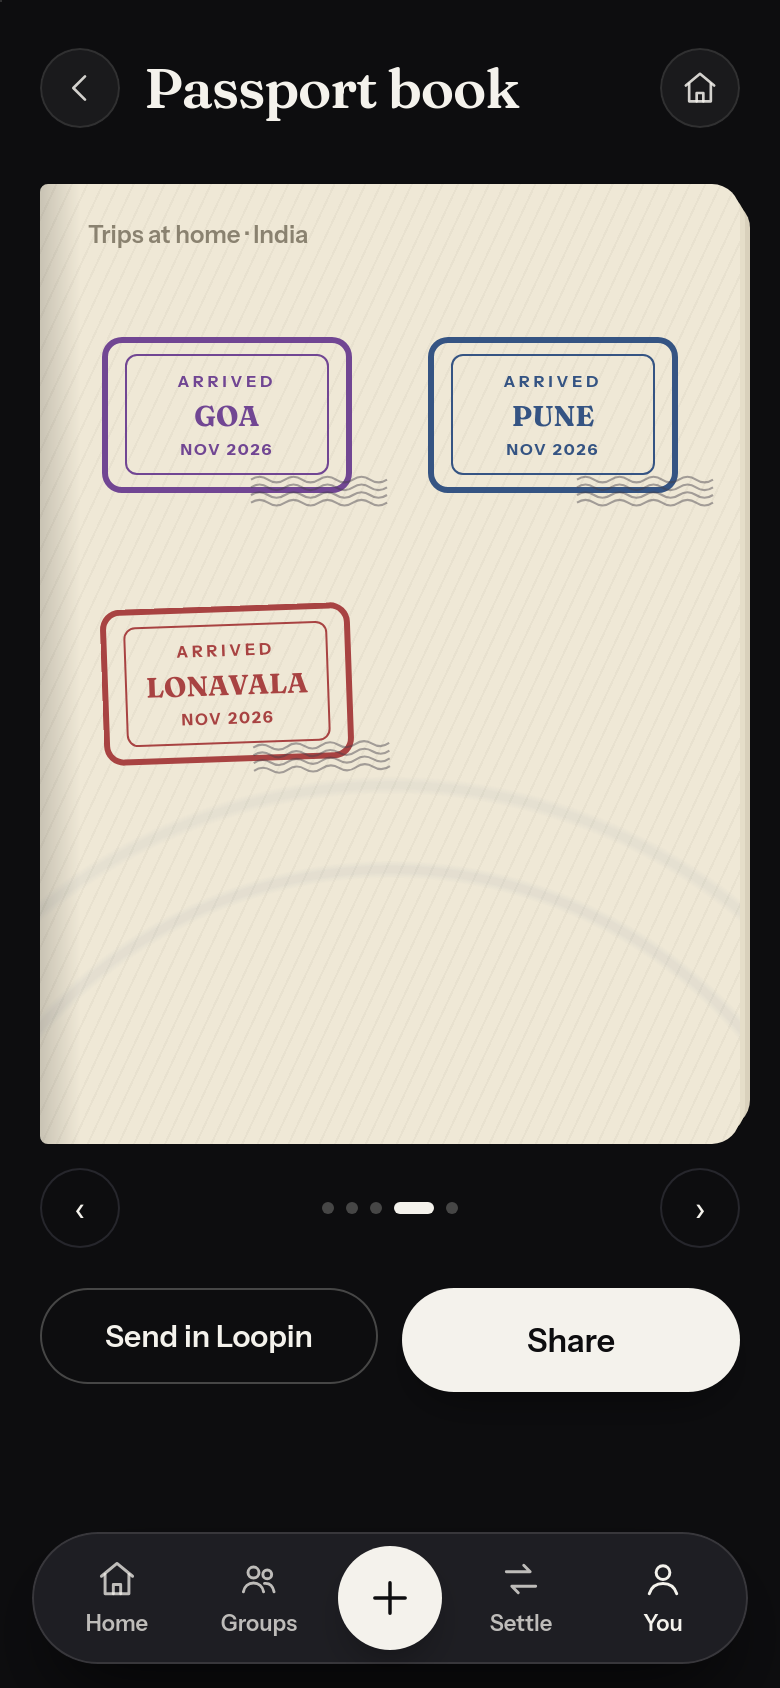 Passport book
Trips at home · India
ARRIVED
GOA
NOV 2026
ARRIVED
PUNE
NOV 2026
ARRIVED
LONAVALA
NOV 2026
‹
›
Send in Loopin
Share
Home
Groups
Settle
You